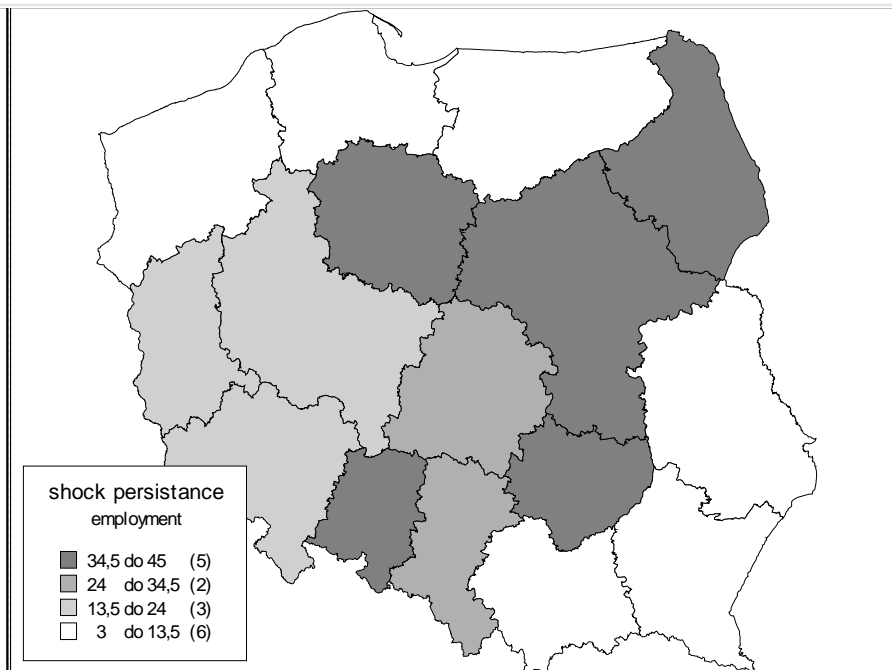 shock persistance
employment
34,5 do 45 (5)
24 do 34,5 (2)
13,5 do 24 (3)
3 do 13,5 (6)